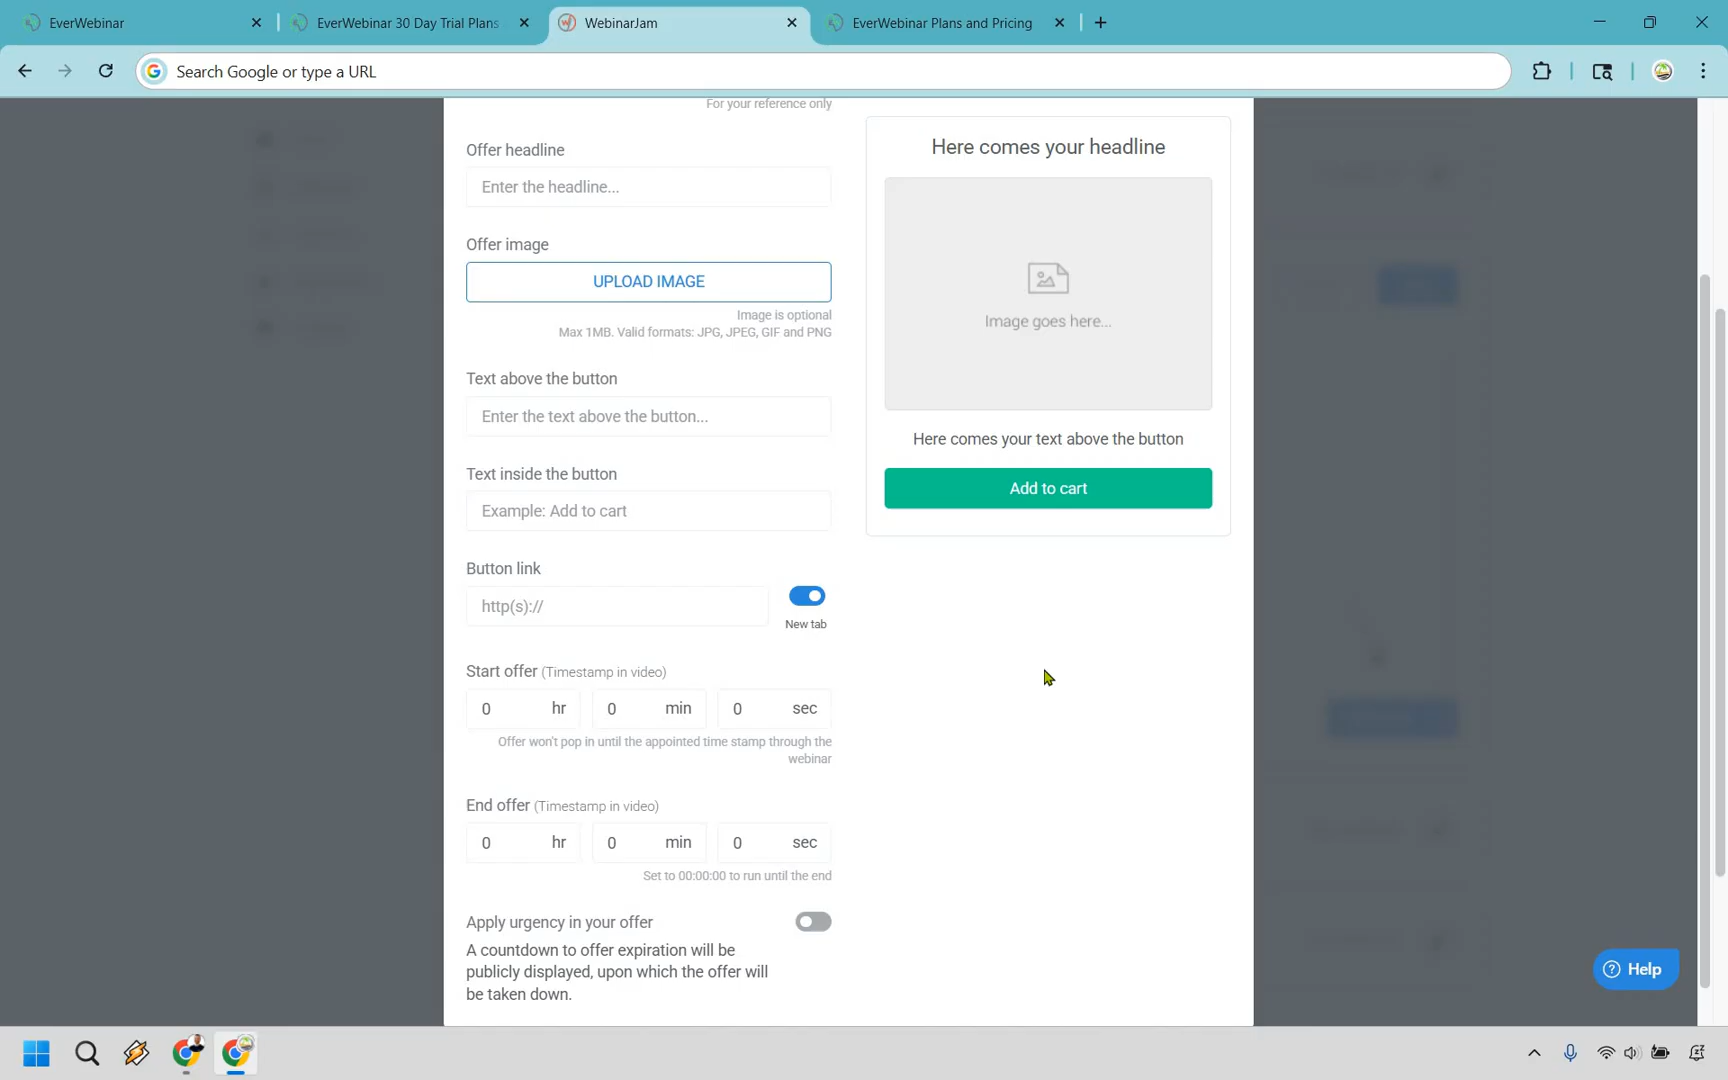 EverWebinar
EverWebinar 30 Day Trial Plans
WebinarJam
EverWebinar Plans and Pricing
Search Google or type a URL
For your reference only
Offer headline
Enter the headline...
Offer image
UPLOAD IMAGE
Image is optional
Max 1MB. Valid formats: JPG, JPEG, GIF and PNG
Text above the button
Enter the text above the button...
Text inside the button
Example: Add to cart
Button link
http(s)://
New tab
Start offer (Timestamp in video)
0 hr 0 min 0 sec
Offer won't pop in until the appointed time stamp through the
webinar
End offer (Timestamp in video)
0 hr 0 min 0 sec
Set to 00:00:00 to run until the end
Apply urgency in your offer
A countdown to offer expiration will be
publicly displayed, upon which the offer will
be taken down.
Here comes your headline
Image goes here...
Here comes your text above the button
Add to cart
Help